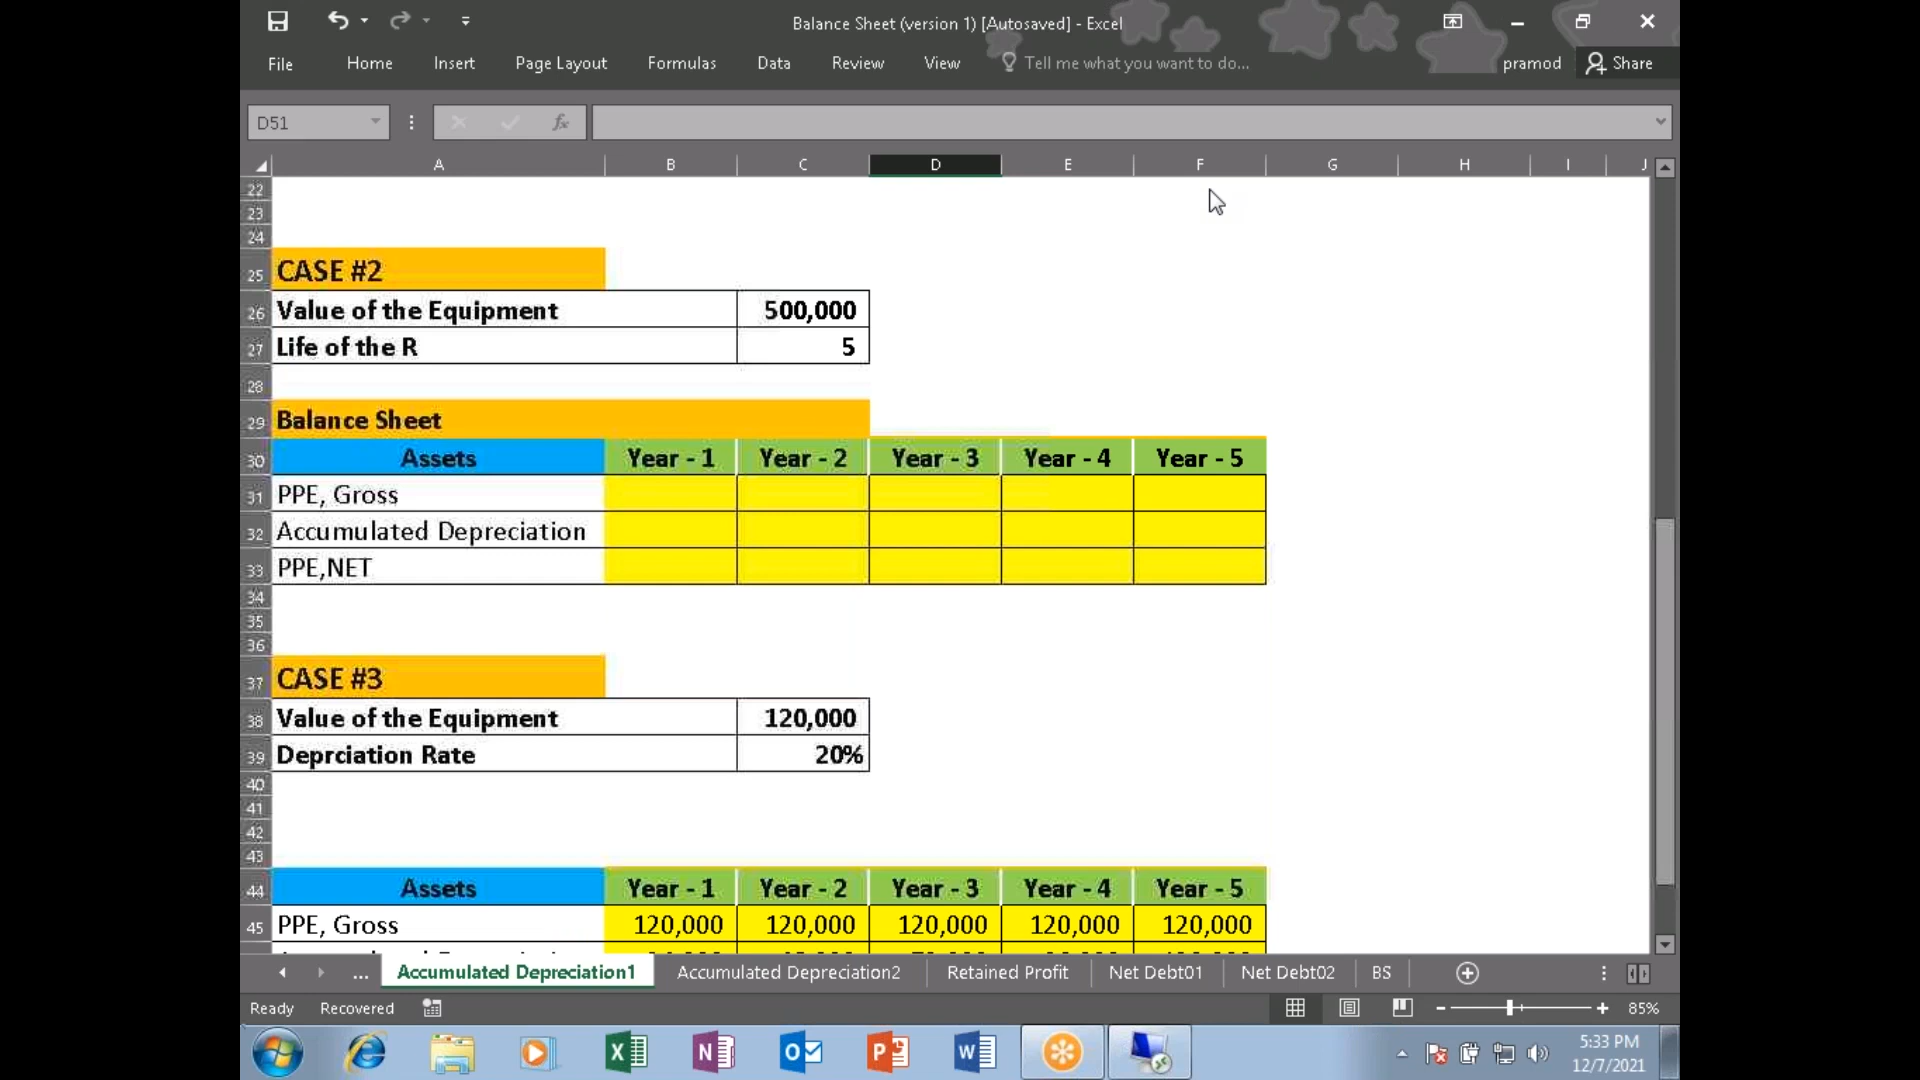 Balance Sheet (version 1) [Autosaved] - Excel
File Home Insert Page Layout Formulas Data Review View Tell me what you want to do... pramod Share
D51 fx
A B C D E F G H I J
22
23
24
25 CASE #2
26 Value of the Equipment 500,000
27 Life of the R 5
28
29 Balance Sheet
30 Assets Year - 1 Year - 2 Year - 3 Year - 4 Year - 5
31 PPE, Gross
32 Accumulated Depreciation
33 PPE,NET
34
35
36
37 CASE #3
38 Value of the Equipment 120,000
39 Deprciation Rate 20%
40
41
42
43
44 Assets Year - 1 Year - 2 Year - 3 Year - 4 Year - 5
45 PPE, Gross 120,000 120,000 120,000 120,000 120,000
... Accumulated Depreciation1 Accumulated Depreciation2 Retained Profit Net Debt01 Net Debt02 BS
Ready Recovered 85%
5:33 PM
12/7/2021